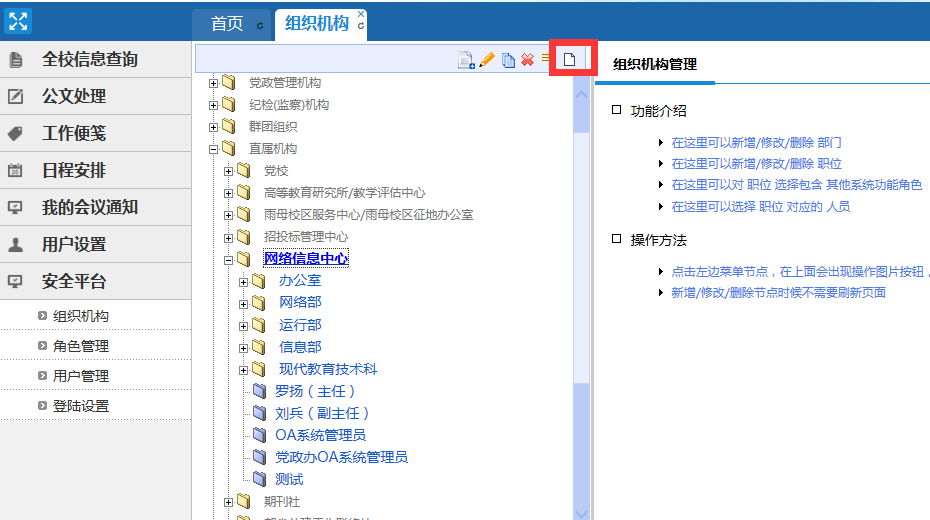 首页
组织机构
全校信息查询
公文处理
工作便笺
日程安排
我的会议通知
用户设置
安全平台
组织机构
角色管理
用户管理
登陆设置
党政管理机构
纪检(监察)机构
群团组织
直属机构
党校
高等教育研究所/教学评估中心
雨母校区服务中心/雨母校区征地办公室
招投标管理中心
网络信息中心
办公室
网络部
运行部
信息部
现代教育技术科
罗扬（主任）
刘兵（副主任）
OA系统管理员
党政办OA系统管理员
测试
期刊社
组织机构管理
功能介绍
在这里可以新增/修改/删除 部门
在这里可以新增/修改/删除 职位
在这里可以对 职位 选择包含 其他系统功能角色
在这里可以选择 职位 对应的 人员
操作方法
点击左边菜单节点，在上面会出现操作图片按钮，
新增/修改/删除节点时候不需要刷新页面